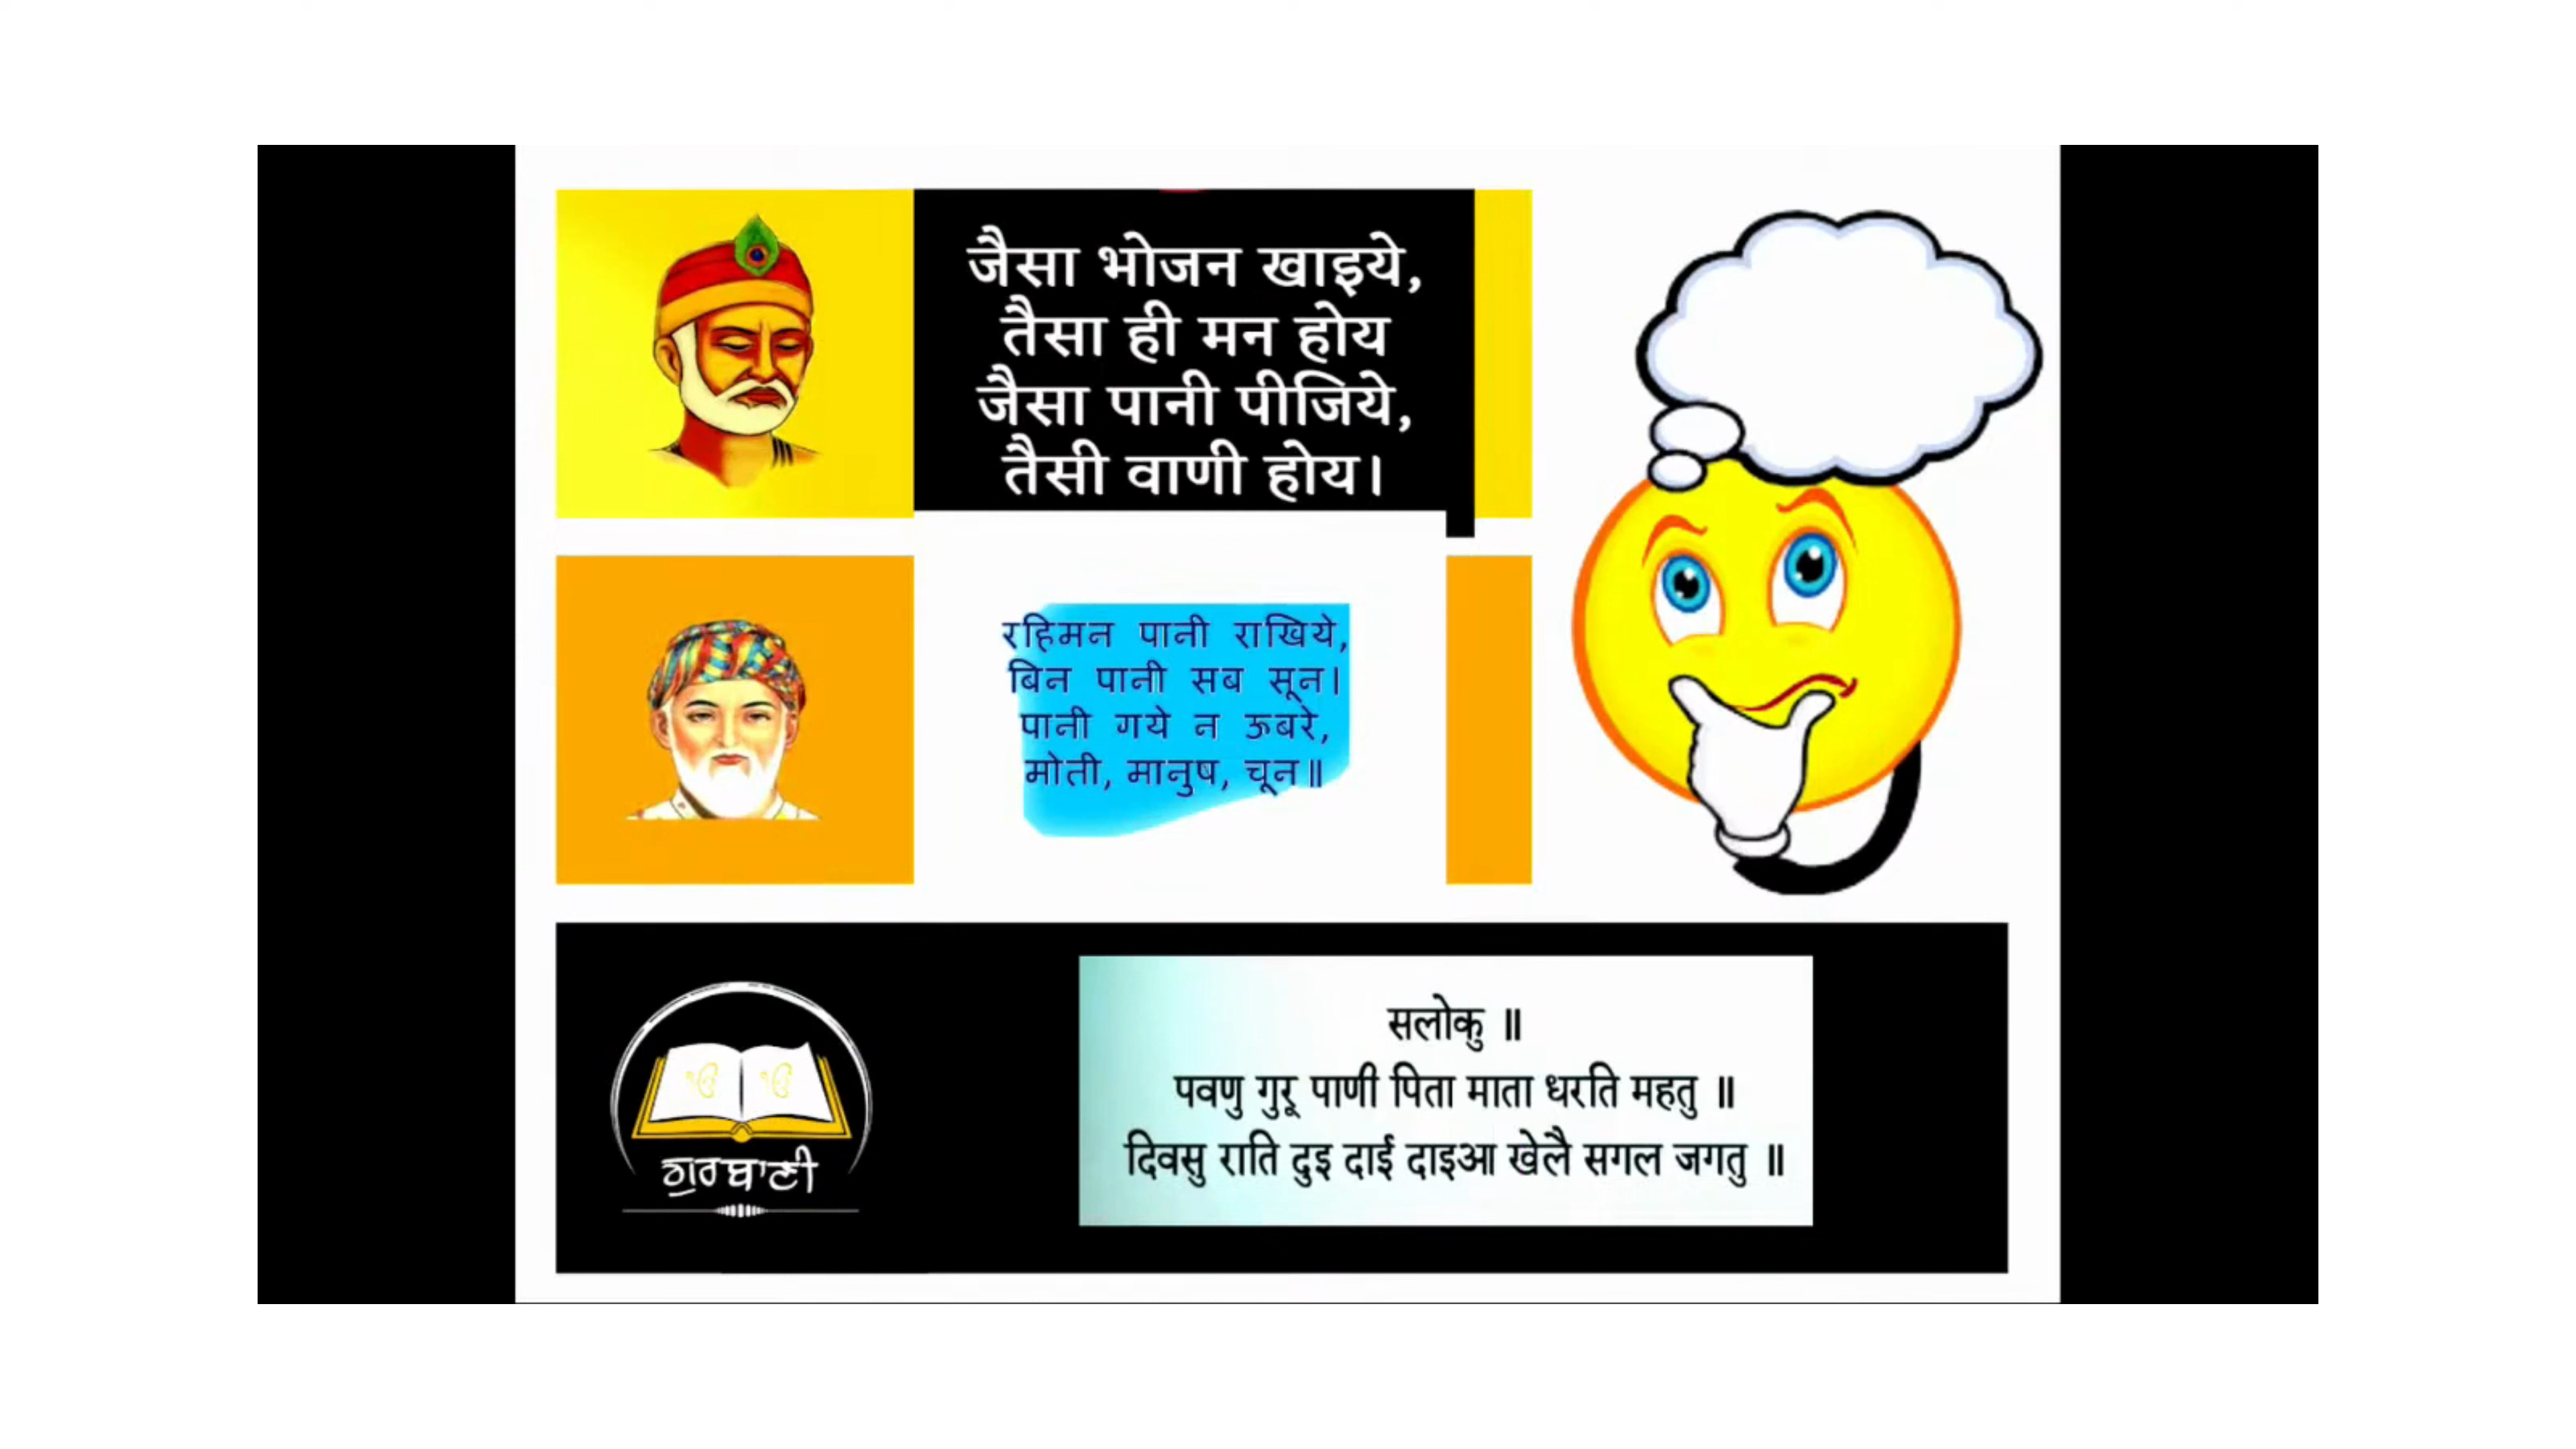 जैसा भोजन खाइये,
तैसा ही मन होय
जैसा पानी पीजिये,
तैसी वाणी होय।
रहिमन पानी राखिये,
बिन पानी सब सून।
पानी गये न ऊबरे,
मोती, मानुष, चून॥
ਗੁਰਬਾਣੀ
सलोकु ॥
पवणु गुरू पाणी पिता माता धरति महतु ॥
दिवसु राति दुइ दाई दाइआ खेलै सगल जगतु ॥